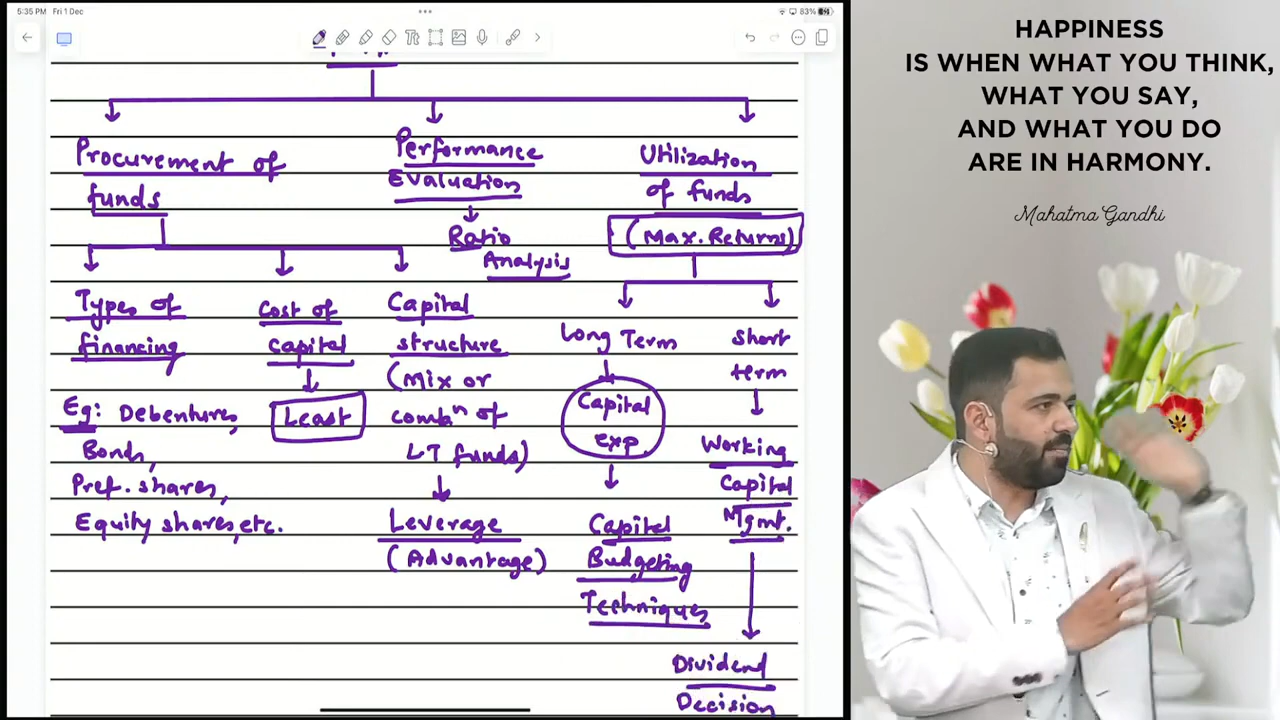 5:35 PM Fri 1 Dec
83%
Procurement of
funds
Performance
Evaluation
Ratio
Analysis
Utilization
of funds
(Max. Returns)
Types of
financing
Eg: Debentures,
Bonds,
Pref. shares,
Equity shares, etc.
Cost of
capital
Least
Capital
structure
(Mix or
combⁿ of
LT funds)
Leverage
(Advantage)
Long Term
Capital
exp
Capital
Budgeting
Techniques
Short
term
Working
Capital
Mgmt.
Dividend
Decision
HAPPINESS
IS WHEN WHAT YOU THINK,
WHAT YOU SAY,
AND WHAT YOU DO
ARE IN HARMONY.
Mahatma Gandhi